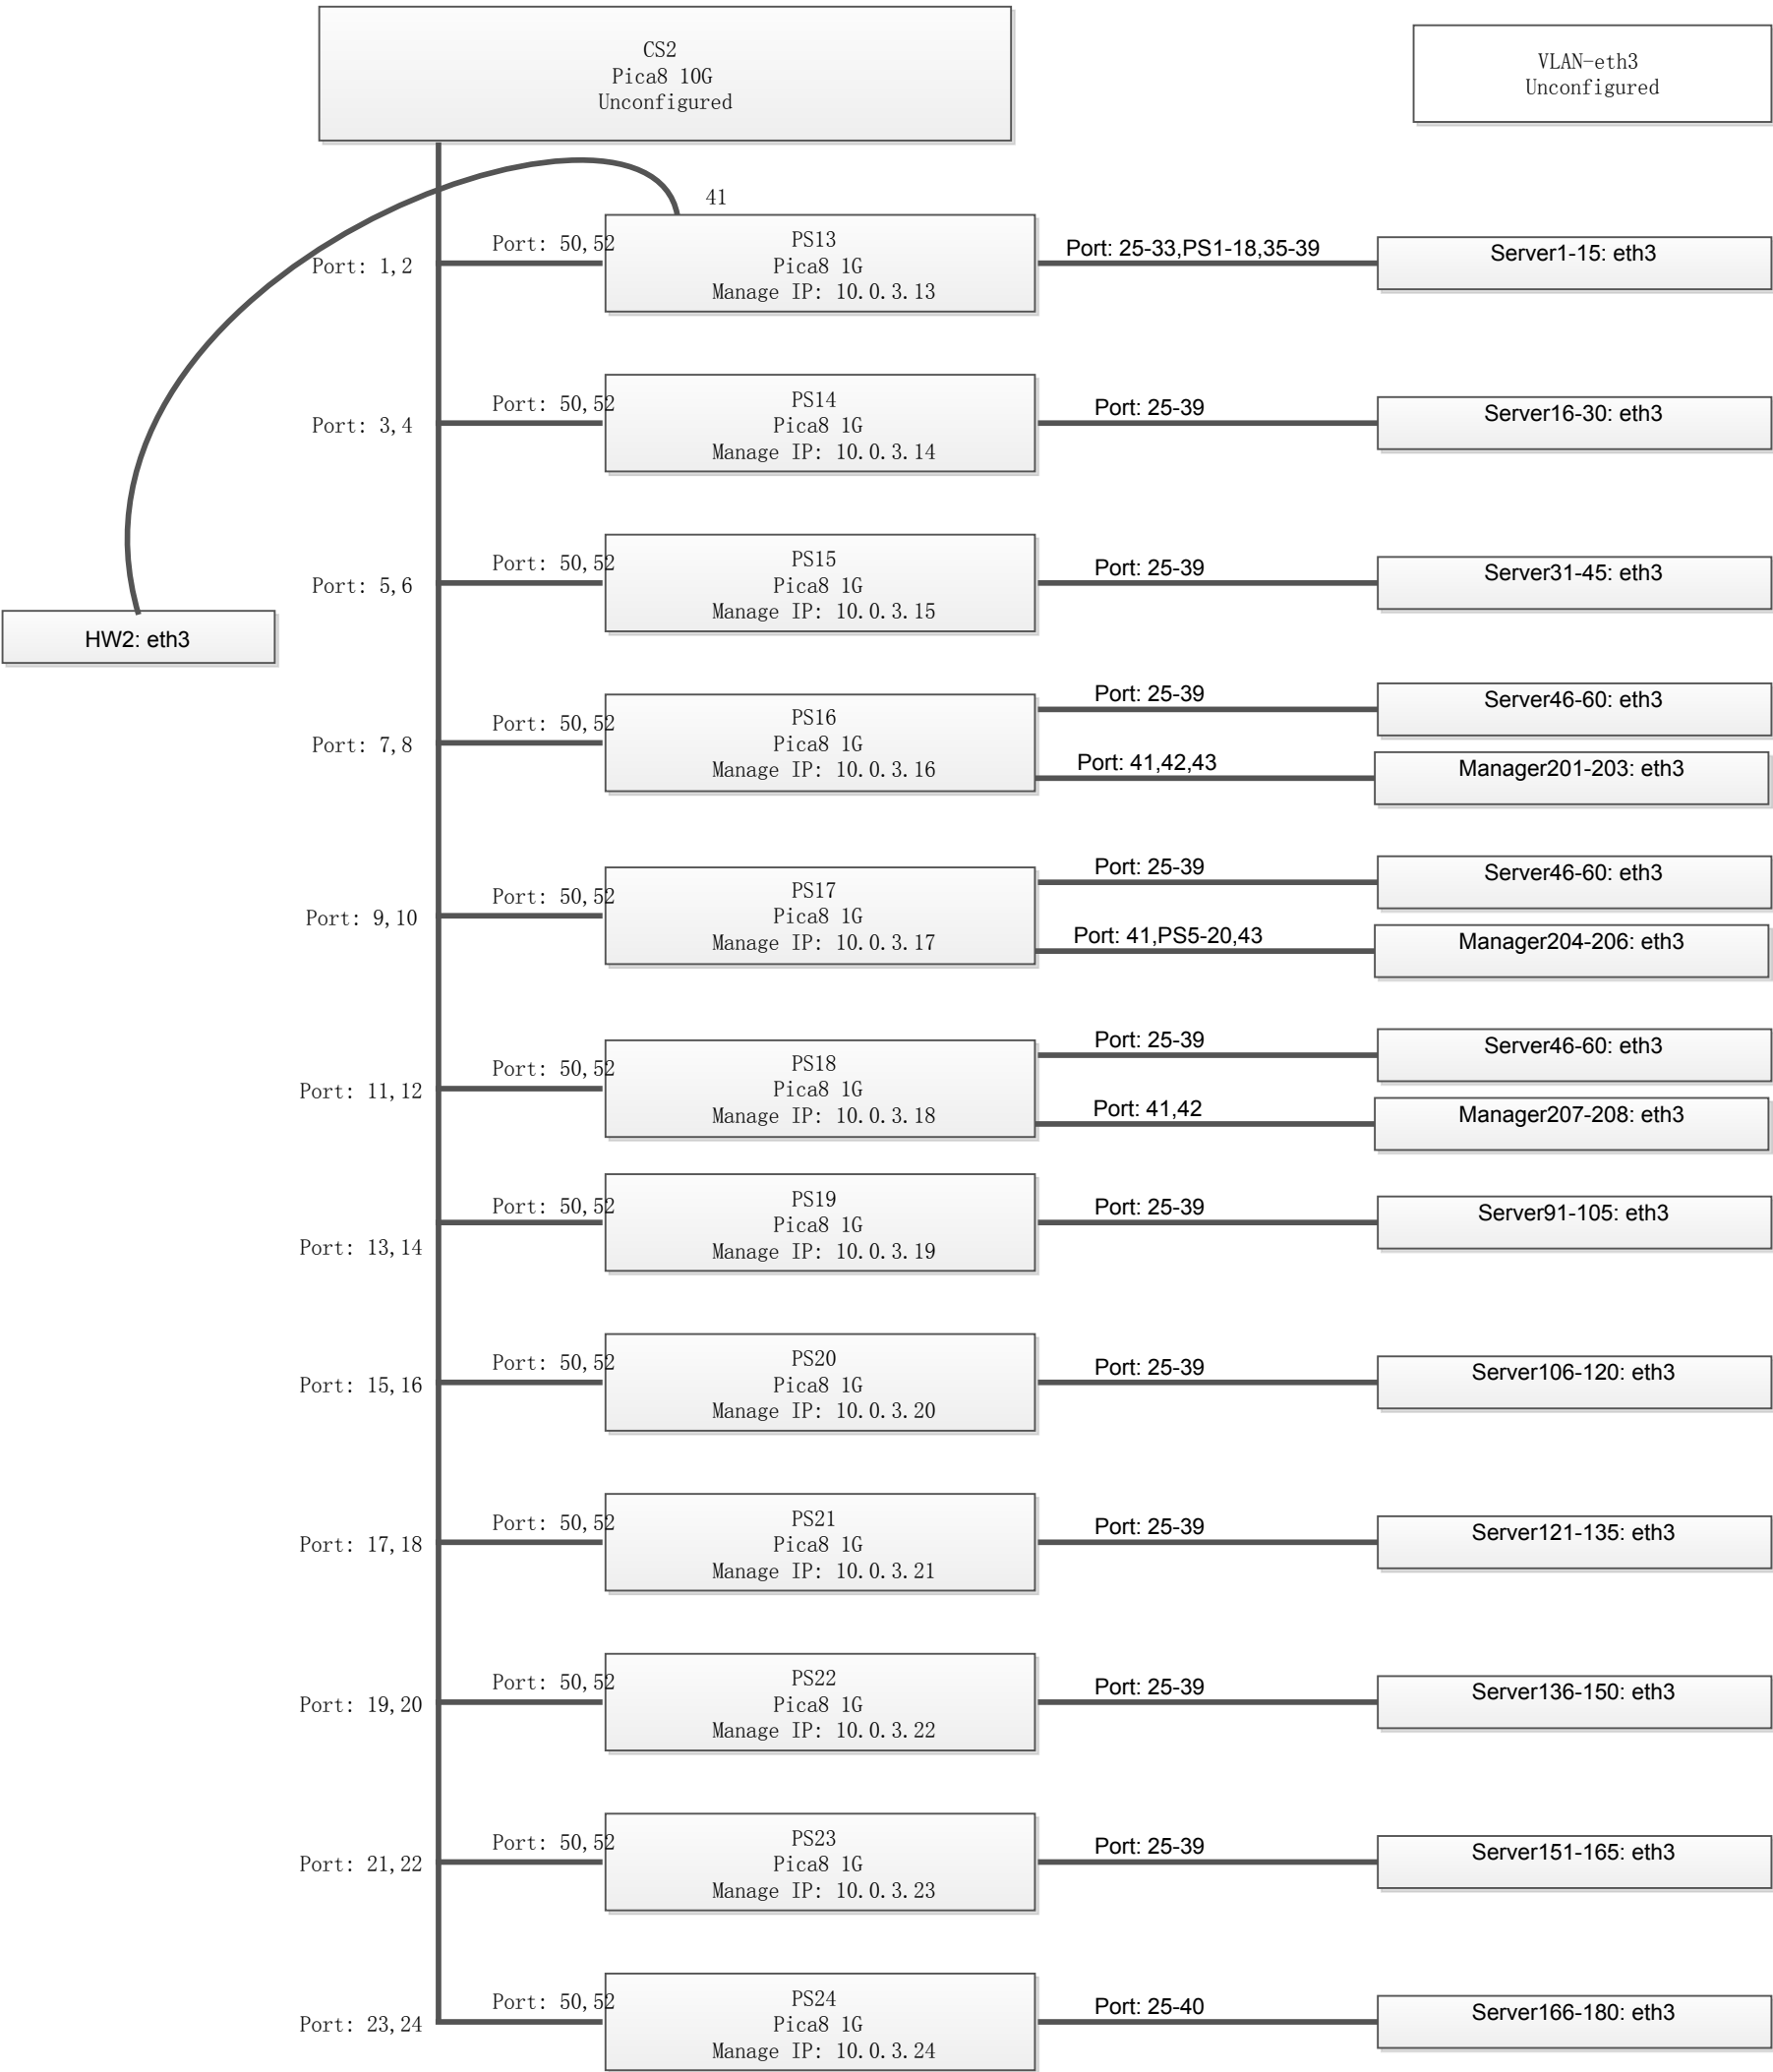 CS2
Pica8 10G
Unconfigured
VLAN-eth3
Unconfigured
41
Port: 1,2
Port: 50,52
PS13
Pica8 1G
Manage IP: 10.0.3.13
Port: 25-33,PS1-18,35-39
Server1-15: eth3
Port: 3,4
Port: 50,52
PS14
Pica8 1G
Manage IP: 10.0.3.14
Port: 25-39
Server16-30: eth3
Port: 5,6
Port: 50,52
PS15
Pica8 1G
Manage IP: 10.0.3.15
Port: 25-39
Server31-45: eth3
HW2: eth3
Port: 7,8
Port: 50,52
PS16
Pica8 1G
Manage IP: 10.0.3.16
Port: 25-39
Server46-60: eth3
Port: 41,42,43
Manager201-203: eth3
Port: 9,10
Port: 50,52
PS17
Pica8 1G
Manage IP: 10.0.3.17
Port: 25-39
Server46-60: eth3
Port: 41,PS5-20,43
Manager204-206: eth3
Port: 11,12
Port: 50,52
PS18
Pica8 1G
Manage IP: 10.0.3.18
Port: 25-39
Server46-60: eth3
Port: 41,42
Manager207-208: eth3
Port: 13,14
Port: 50,52
PS19
Pica8 1G
Manage IP: 10.0.3.19
Port: 25-39
Server91-105: eth3
Port: 15,16
Port: 50,52
PS20
Pica8 1G
Manage IP: 10.0.3.20
Port: 25-39
Server106-120: eth3
Port: 17,18
Port: 50,52
PS21
Pica8 1G
Manage IP: 10.0.3.21
Port: 25-39
Server121-135: eth3
Port: 19,20
Port: 50,52
PS22
Pica8 1G
Manage IP: 10.0.3.22
Port: 25-39
Server136-150: eth3
Port: 21,22
Port: 50,52
PS23
Pica8 1G
Manage IP: 10.0.3.23
Port: 25-39
Server151-165: eth3
Port: 23,24
Port: 50,52
PS24
Pica8 1G
Manage IP: 10.0.3.24
Port: 25-40
Server166-180: eth3